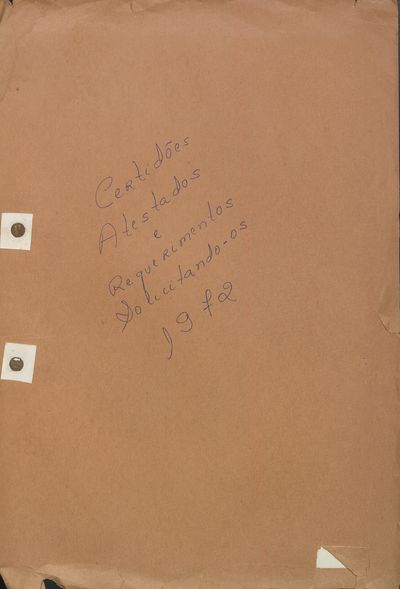 Certidões
Atestados
e
Requerimentos
Solicitando-os
1972